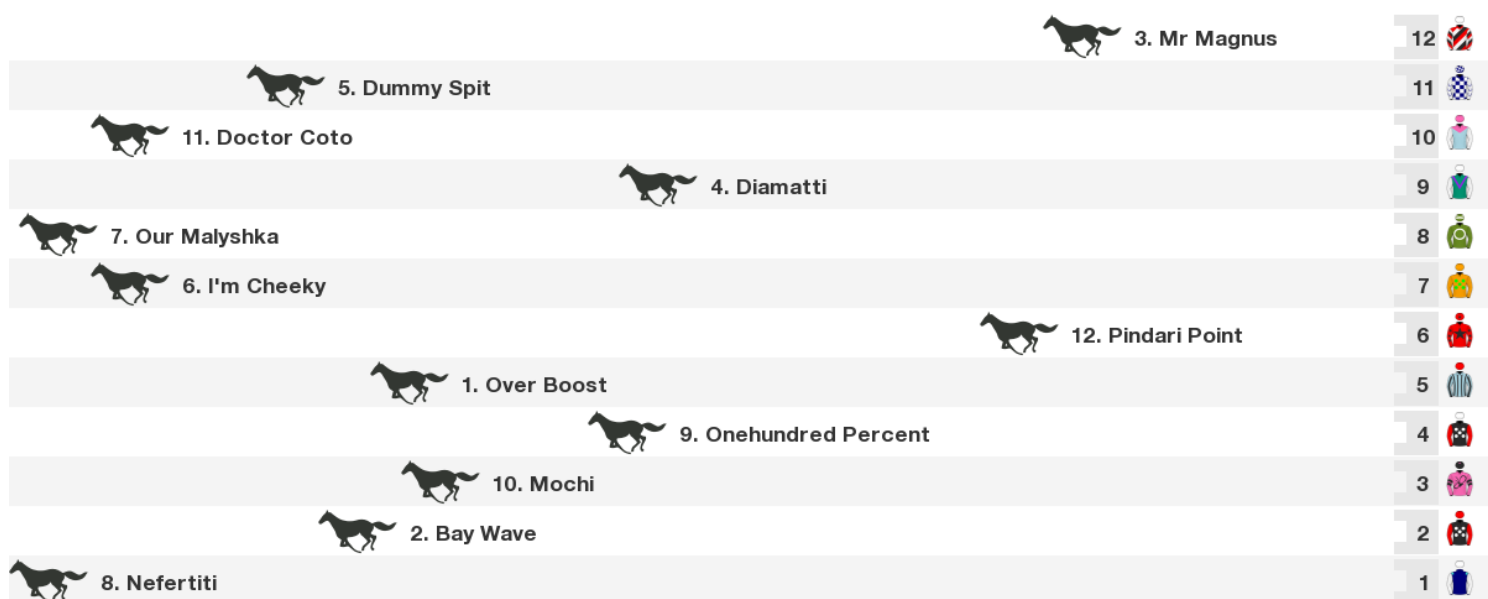 3. Mr Magnus 12
5. Dummy Spit 11
11. Doctor Coto 10
4. Diamatti 9
7. Our Malyshka 8
6. I'm Cheeky 7
12. Pindari Point 6
1. Over Boost 5
9. Onehundred Percent 4
10. Mochi 3
2. Bay Wave 2
8. Nefertiti 1